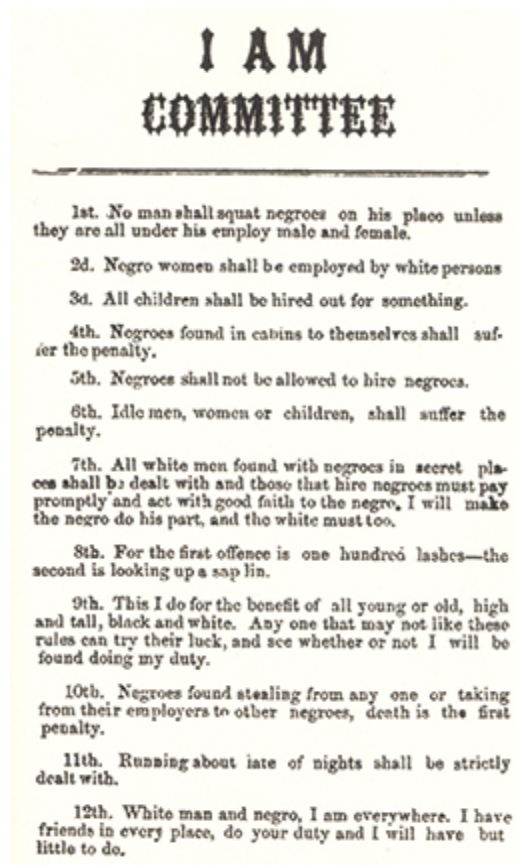 I AM
COMMITTEE
1st. No man shall squat negroes on his place unless
they are all under his employ male and female.
2d. Negro women shall be employed by white persons
3d. All children shall be hired out for something.
4th. Negroes found in cabins to themselves shall suf-
fer the penalty.
5th. Negroes shall not be allowed to hire negroes.
6th. Idle men, women or children, shall suffer the
penalty.
7th. All white men found with negroes in secret pla-
ces shall be dealt with and those that hire negroes must pay
promptly and act with good faith to the negro. I will make
the negro do his part, and the white must too.
8th. For the first offence is one hundred lashes—the
second is looking up a sap lin.
9th. This I do for the benefit of all young or old, high
and tall, black and white. Any one that may not like these
rules can try their luck, and see whether or not I will be
found doing my duty.
10th. Negroes found stealing from any one or taking
from their employers to other negroes, death is the first
penalty.
11th. Running about late of nights shall be strictly
dealt with.
12th. White man and negro, I am everywhere. I have
friends in every place, do your duty and I will have but
little to do.